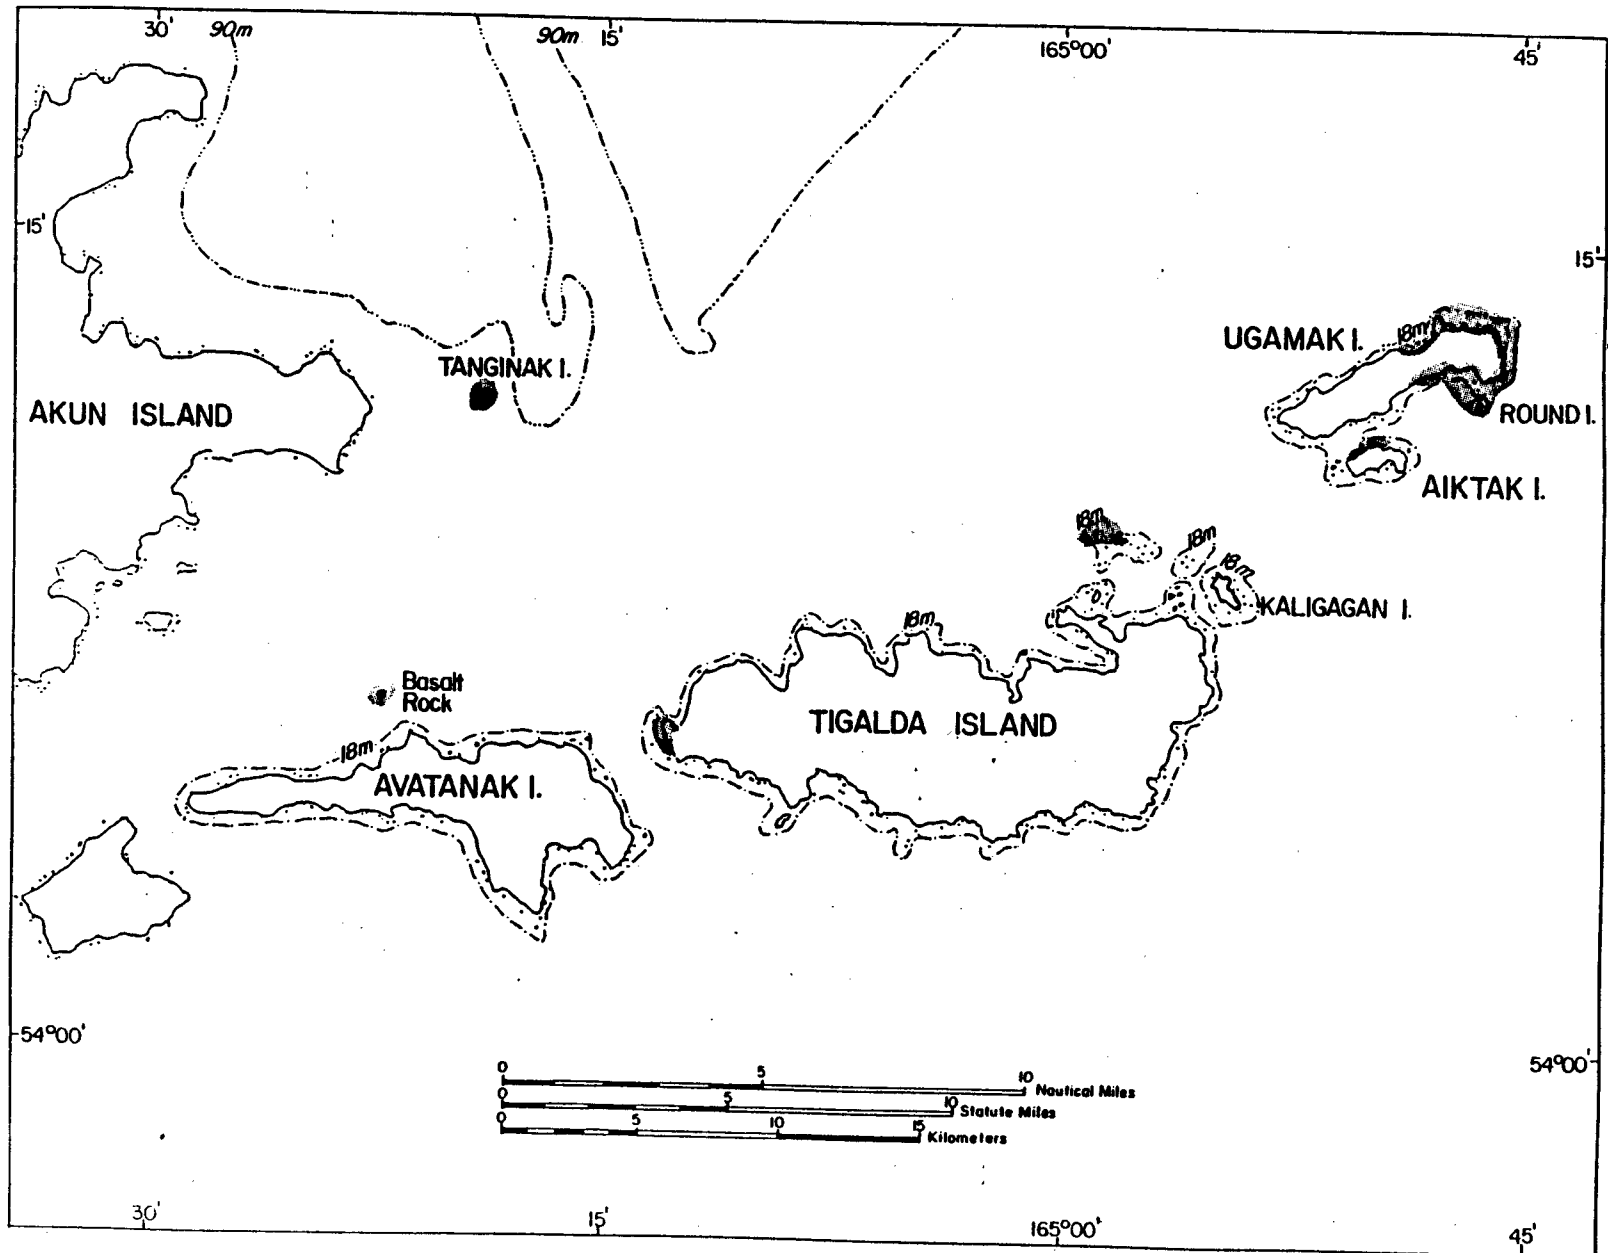 30' 90m 90m 15' 165°00' 45'
15' 15'
UGAMAK I. 18m
TANGINAK I.
AKUN ISLAND ROUND I.
AIKTAK I.
18m
18m
18m
KALIGAGAN I.
18m
Basalt
Rock
TIGALDA ISLAND
18m
AVATANAK I.
54°00' 54°00'
0 5 10 Nautical Miles
0 5 10 Statute Miles
0 5 10 15 Kilometers
30' 15' 165°00' 45'